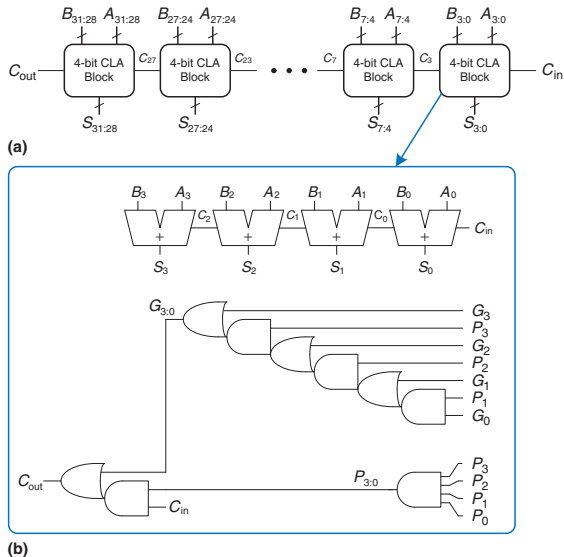 B31:28 A31:28 B27:24 A27:24 B7:4 A7:4 B3:0 A3:0
Cout 4-bit CLA Block C27 4-bit CLA Block C23 C7 4-bit CLA Block C3 4-bit CLA Block Cin
S31:28 S27:24 S7:4 S3:0
(a)
B3 A3 B2 A2 B1 A1 B0 A0
+ C2 + C1 + C0 + Cin
S3 S2 S1 S0
G3:0 G3
P3
G2
P2
G1
P1
G0
Cout P3:0 P3
P2
P1
P0
Cin
(b)